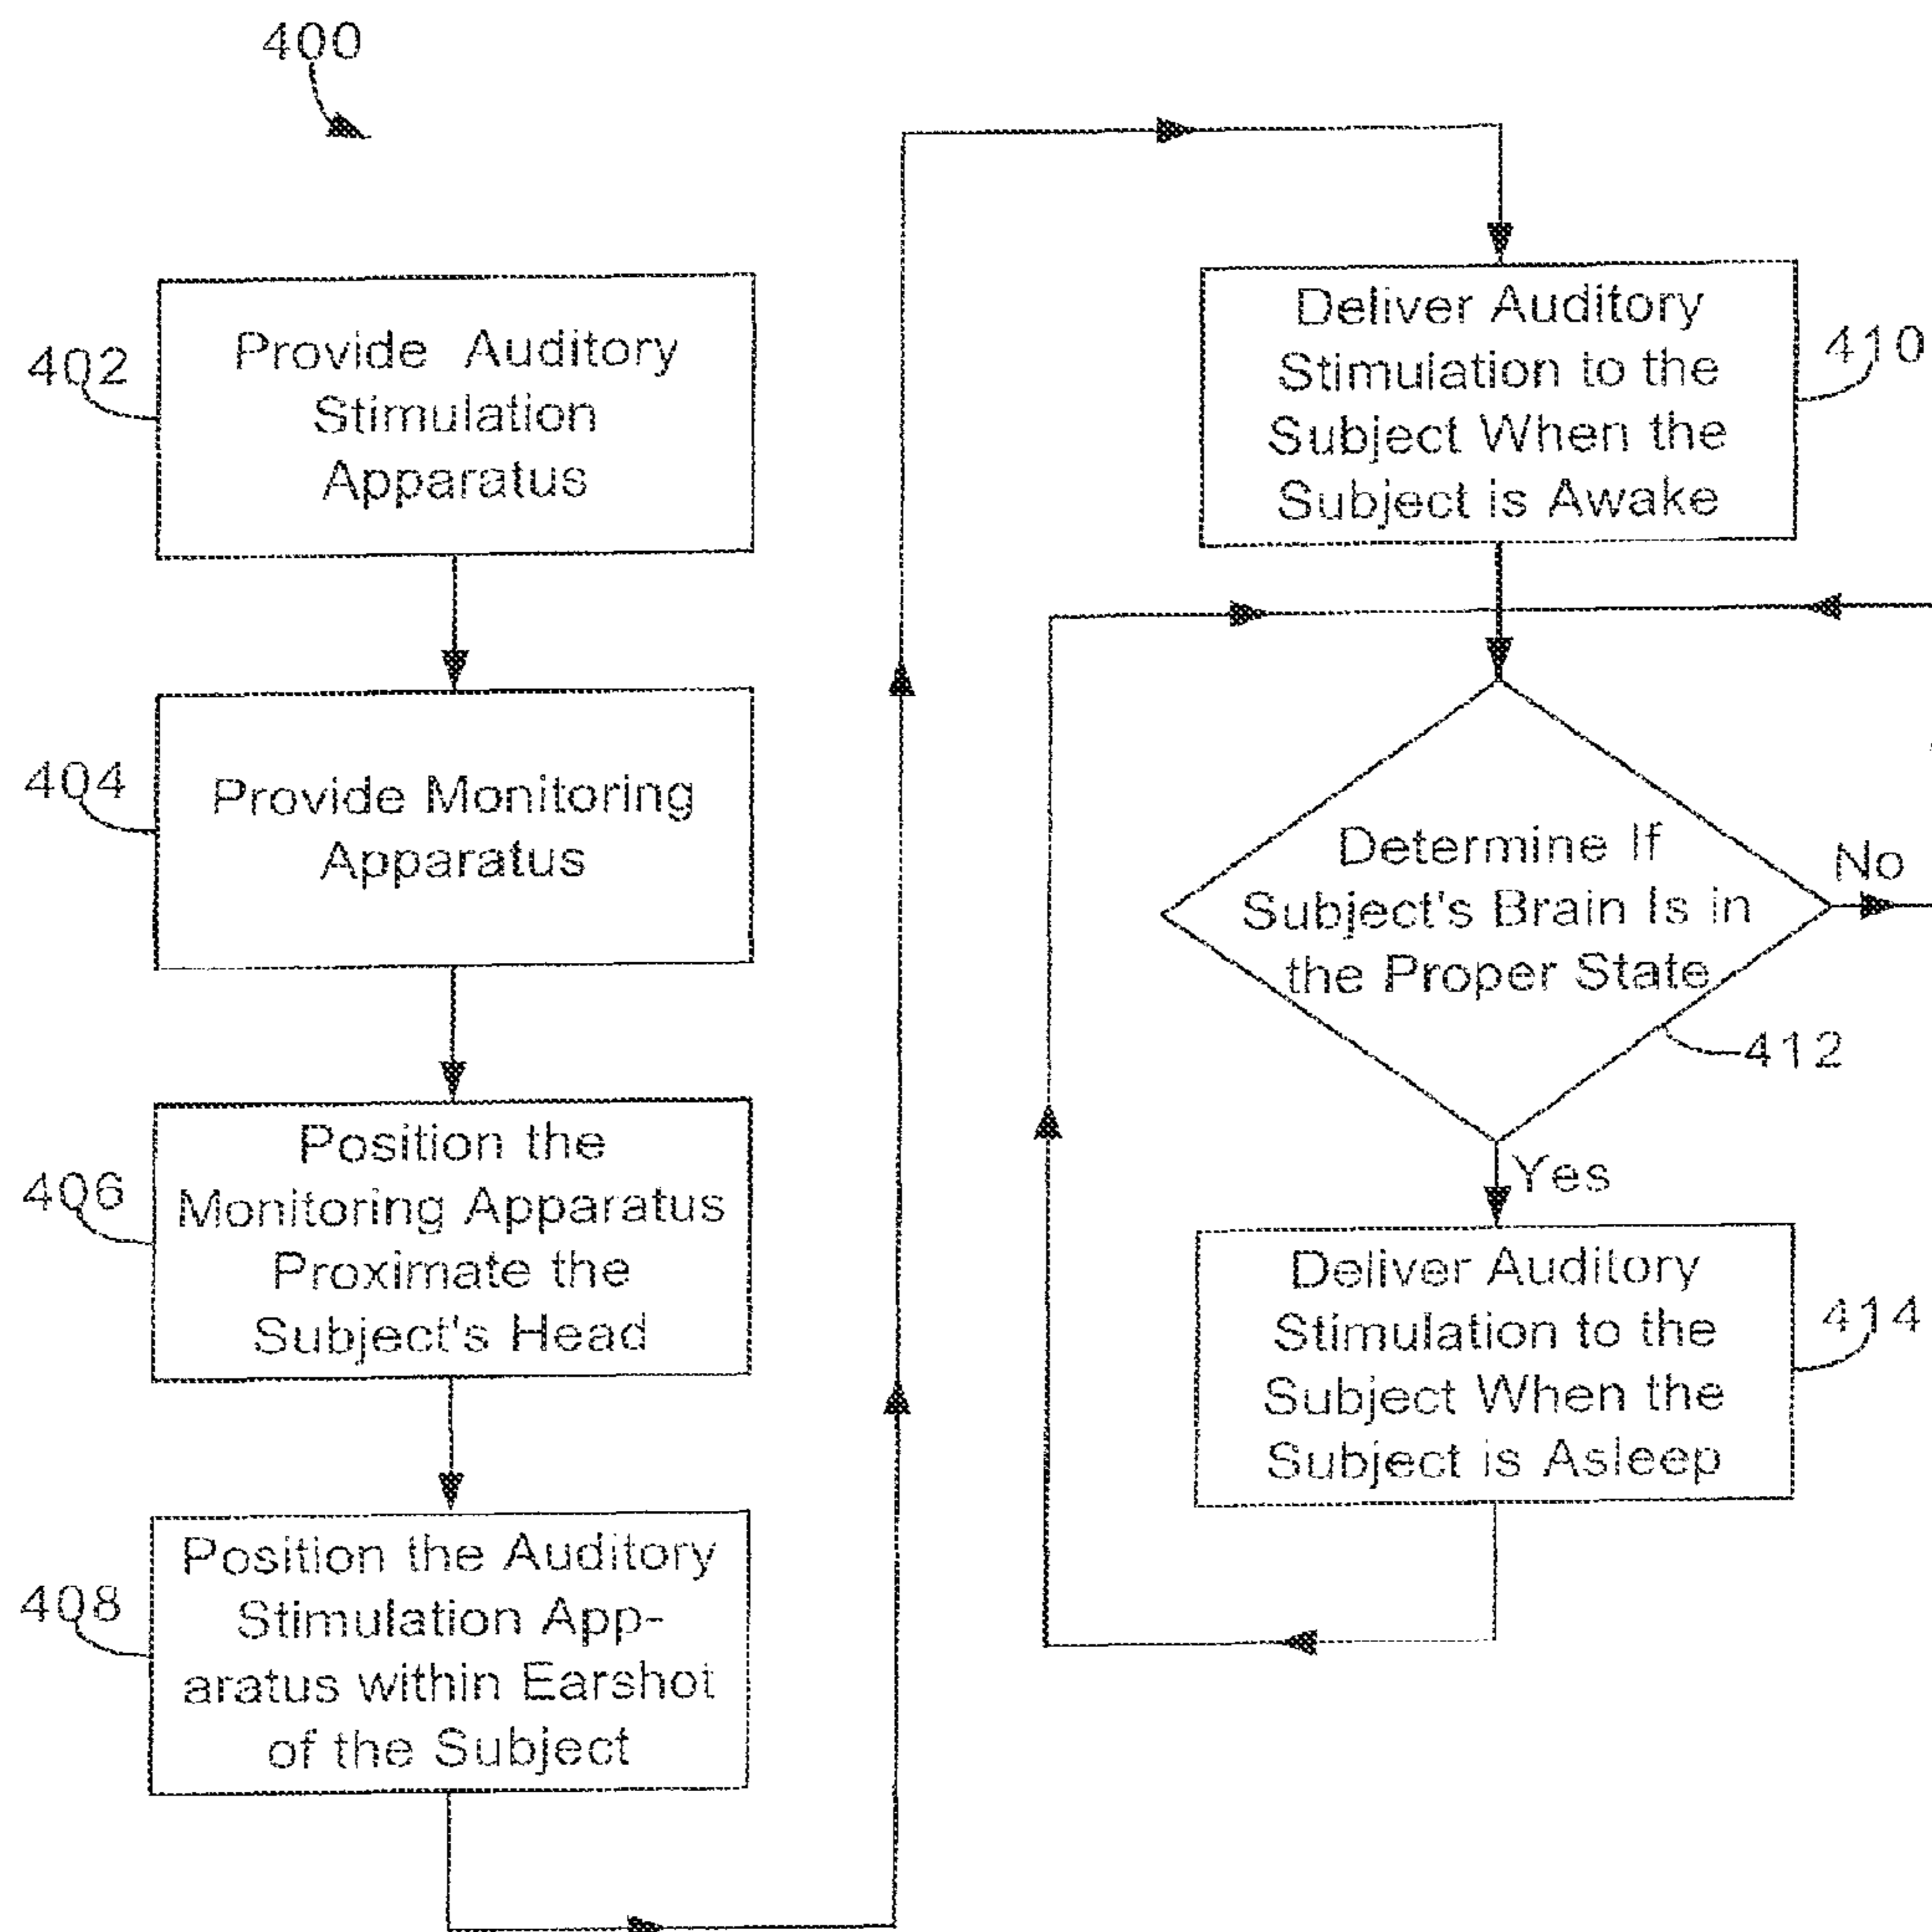 400
402
Provide Auditory
Stimulation
Apparatus
404
Provide Monitoring
Apparatus
406
Position the
Monitoring Apparatus
Proximate the
Subject's Head
408
Position the Auditory
Stimulation App-
aratus within Earshot
of the Subject
Deliver Auditory
Stimulation to the
Subject When the
Subject is Awake
410
Determine If
Subject's Brain Is in
the Proper State
No
412
Yes
Deliver Auditory
Stimulation to the
Subject When the
Subject is Asleep
414